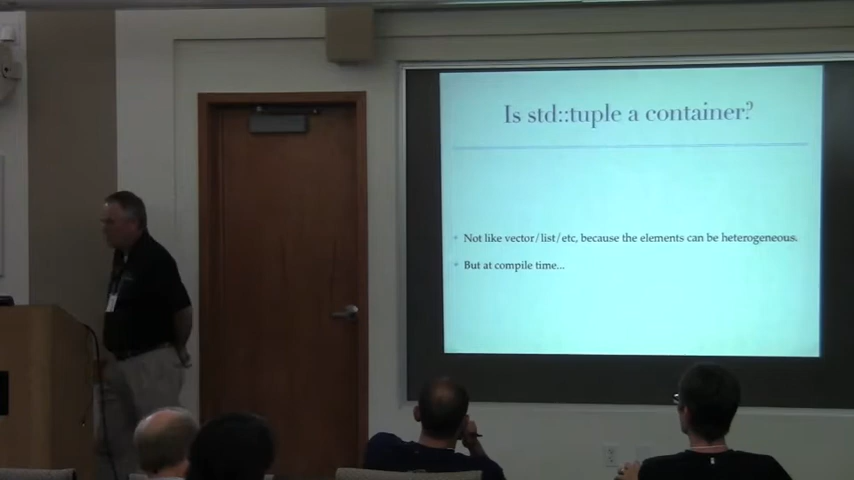 Is std::tuple a container?
Not like vector/list/etc, because the elements can be heterogeneous.
But at compile time...